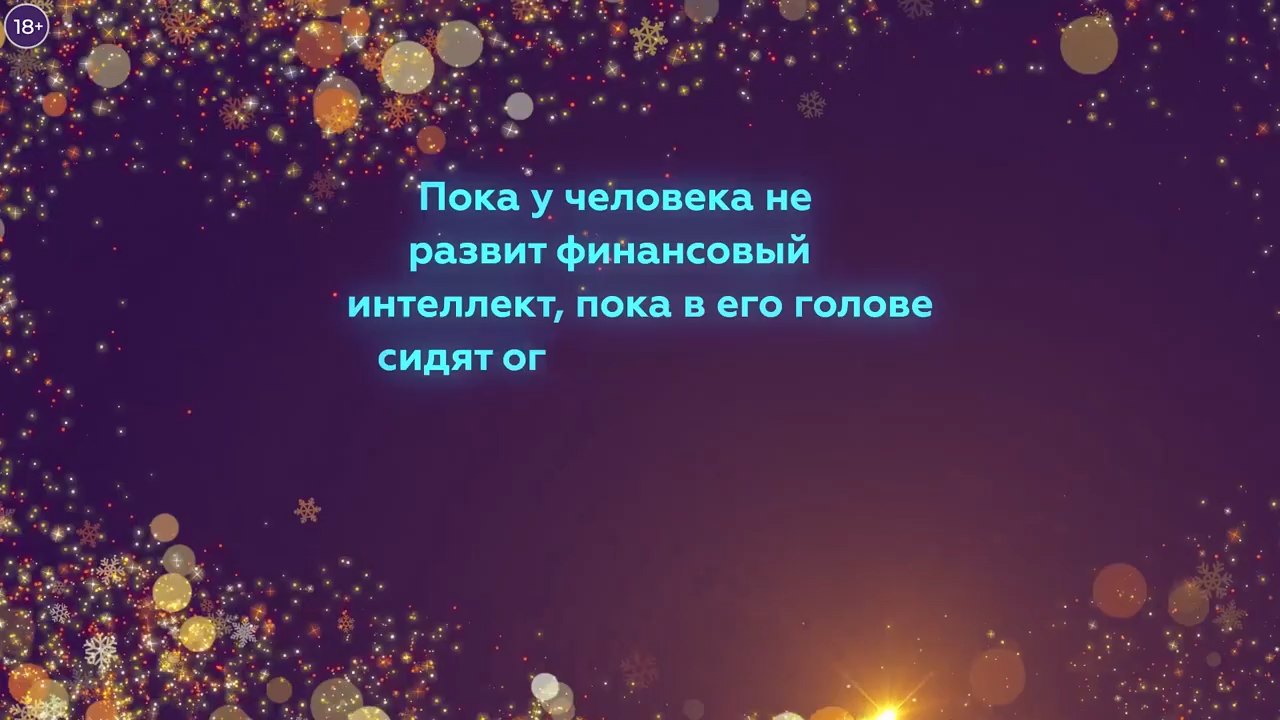 18+
Пока у человека не
развит финансовый
интеллект, пока в его голове
сидят ог